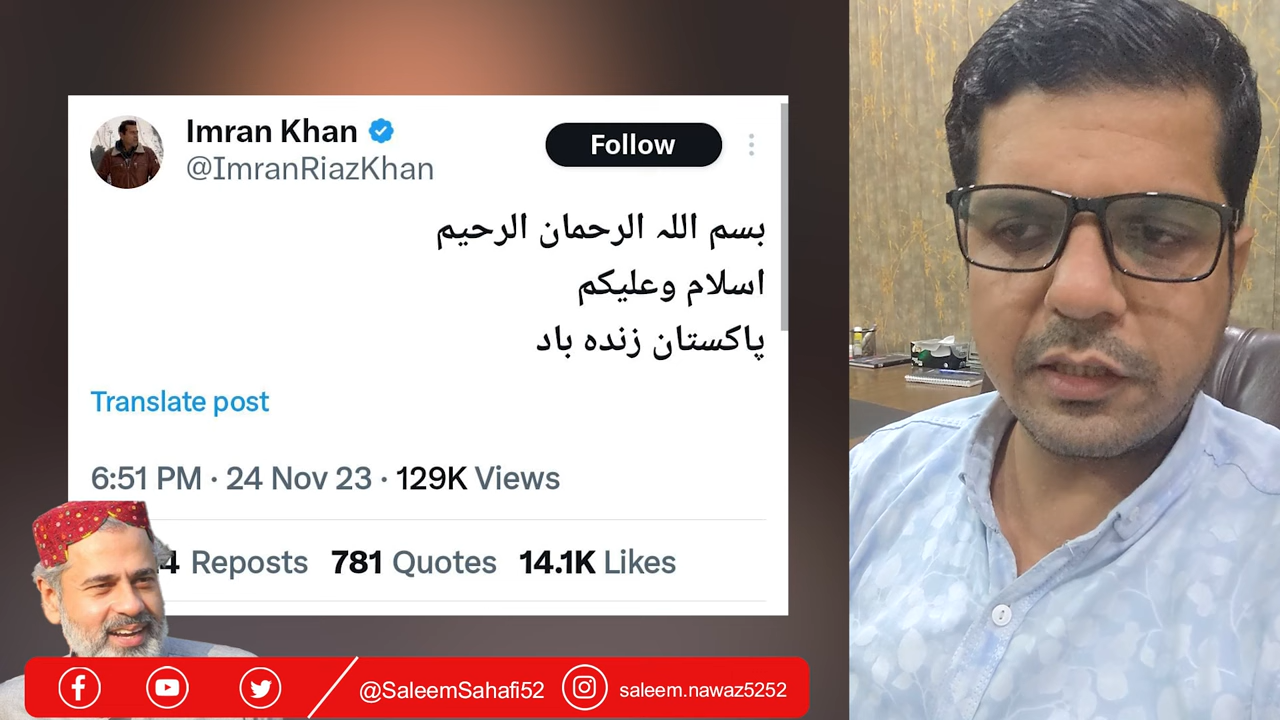 Imran Khan
@ImranRiazKhan
Follow
بسم اللہ الرحمان الرحیم
اسلام وعلیکم
پاکستان زندہ باد
Translate post
6:51 PM · 24 Nov 23 · 129K Views
4 Reposts 781 Quotes 14.1K Likes
@SaleemSahafi52
saleem.nawaz5252